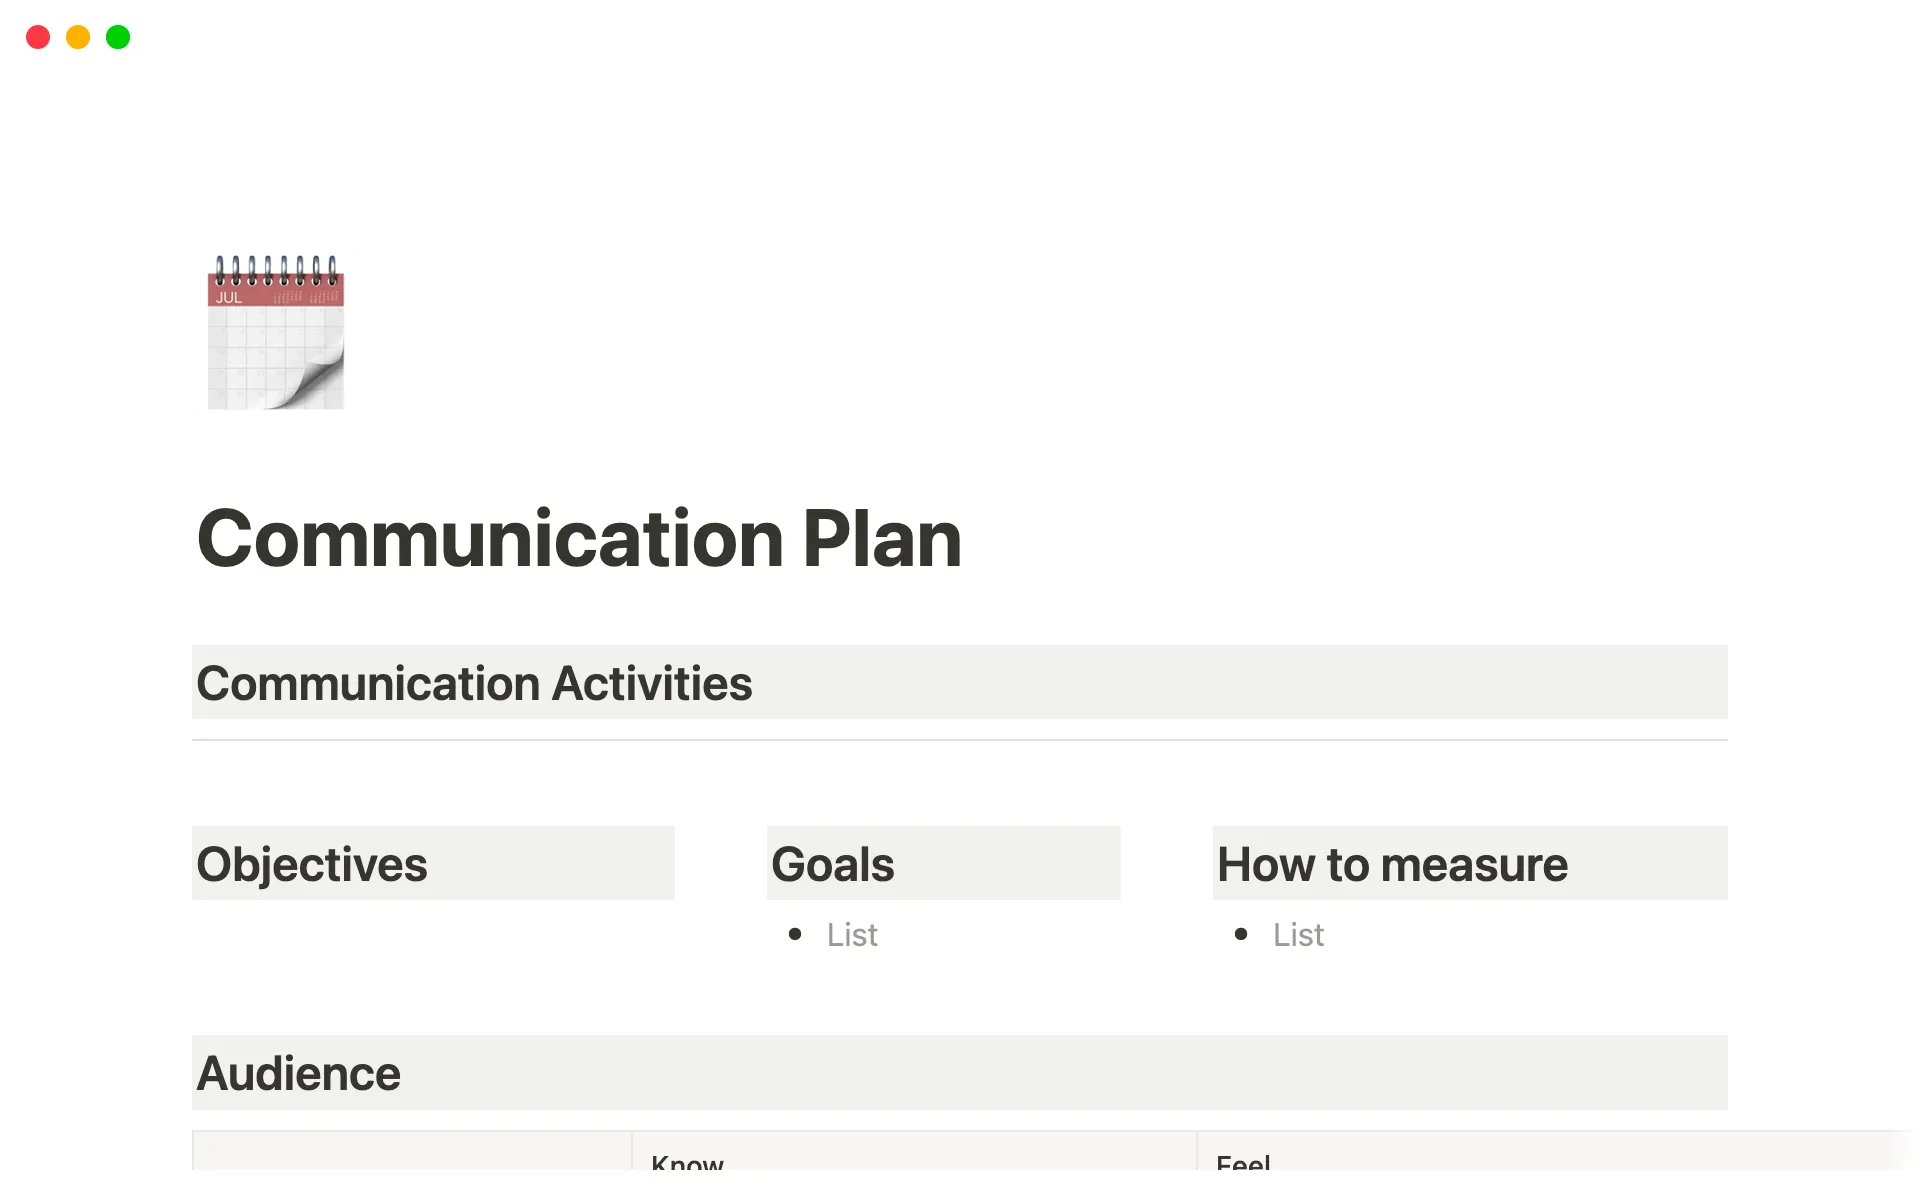 JUL
Communication Plan
Communication Activities
Objectives
Goals
How to measure
• List
• List
Audience
Know
Feel